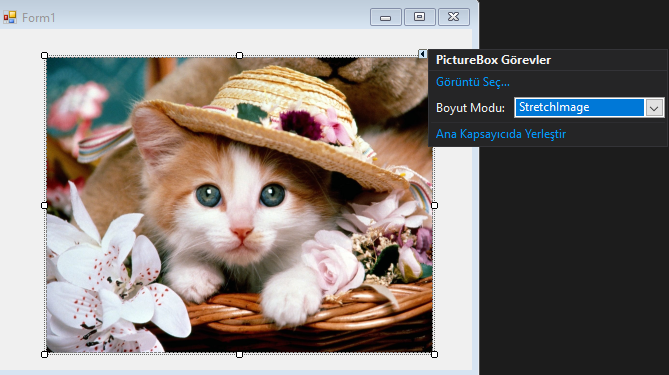 Form1
PictureBox Görevler
Görüntü Seç...
Boyut Modu: StretchImage
Ana Kapsayıcıda Yerleştir